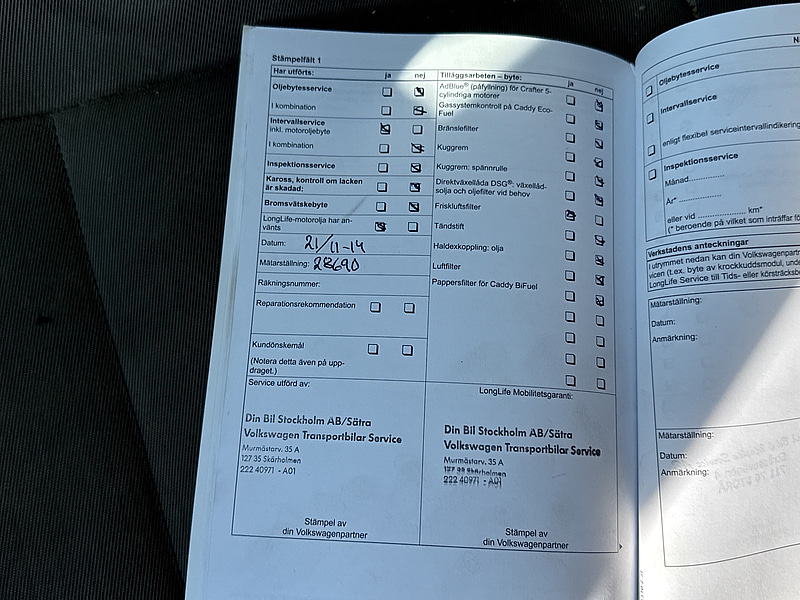 Stämpelfält 1
Har utförts: ja nej
Oljebytesservice
I kombination
Intervallservice
inkl. motoroljebyte
I kombination
Inspektionsservice
Kaross, kontroll om lacken
är skadad:
Bromsvätskebyte
LongLife-motorolja har an-
vänts
Datum: 21/11-14
Mätarställning: 28690
Räkningsnummer:
Reparationsrekommendation
Kundönskemål
(Notera detta även på upp-
draget.)
Service utförd av:
Din Bil Stockholm AB/Sätra
Volkswagen Transportbilar Service
Murmästarv. 35 A
127 35 Skärholmen
222 40971 - A01
Stämpel av
din Volkswagenpartner
Tilläggsarbeten – byte: ja nej
AdBlue® (påfyllning) för Crafter 5-
cylindriga motorer
Gassystemkontroll på Caddy Eco-
Fuel
Bränslefilter
Kuggrem
Kuggrem: spännrulle
Direktväxellåda DSG®: växellåd-
solja och oljefilter vid behov
Friskluftsfilter
Tändstift
Haldexkoppling: olja
Luftfilter
Pappersfilter för Caddy BiFuel
LongLife Mobilitetsgaranti:
Din Bil Stockholm AB/Sätra
Volkswagen Transportbilar Service
Murmästarv. 35 A
127 35 Skärholmen
222 40971 - A01
Stämpel av
din Volkswagenpartner
Oljebytesservice
Intervallservice
enligt flexibel serviceintervallindikering
Inspektionsservice
Månad
År*
eller vid km*
(* beroende på vilket som inträffar
Verkstadens anteckningar
I utrymmet nedan kan din Volkswagenpart
vicen (t.ex. byte av krockkuddsmodul, unde
LongLife Service till Tids- eller körsträcksb
Mätarställning:
Datum:
Anmärkning:
Mätarställning:
Datum:
Anmärkning: